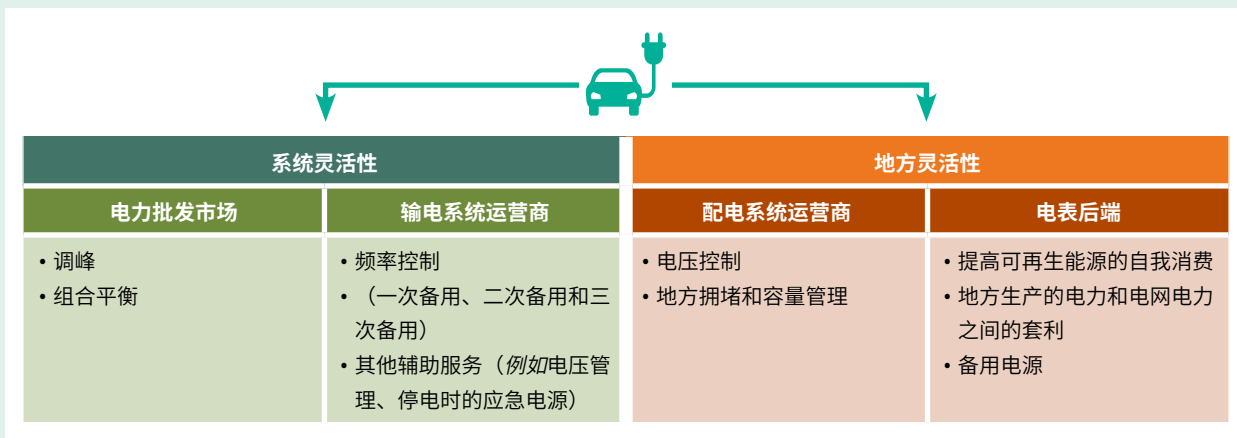 系统灵活性
地方灵活性
电力批发市场
输电系统运营商
配电系统运营商
电表后端
• 调峰
• 组合平衡
• 频率控制
• （一次备用、二次备用和三
次备用）
• 其他辅助服务（例如电压管
理、停电时的应急电源）
• 电压控制
• 地方拥堵和容量管理
• 提高可再生能源的自我消费
• 地方生产的电力和电网电力
之间的套利
• 备用电源